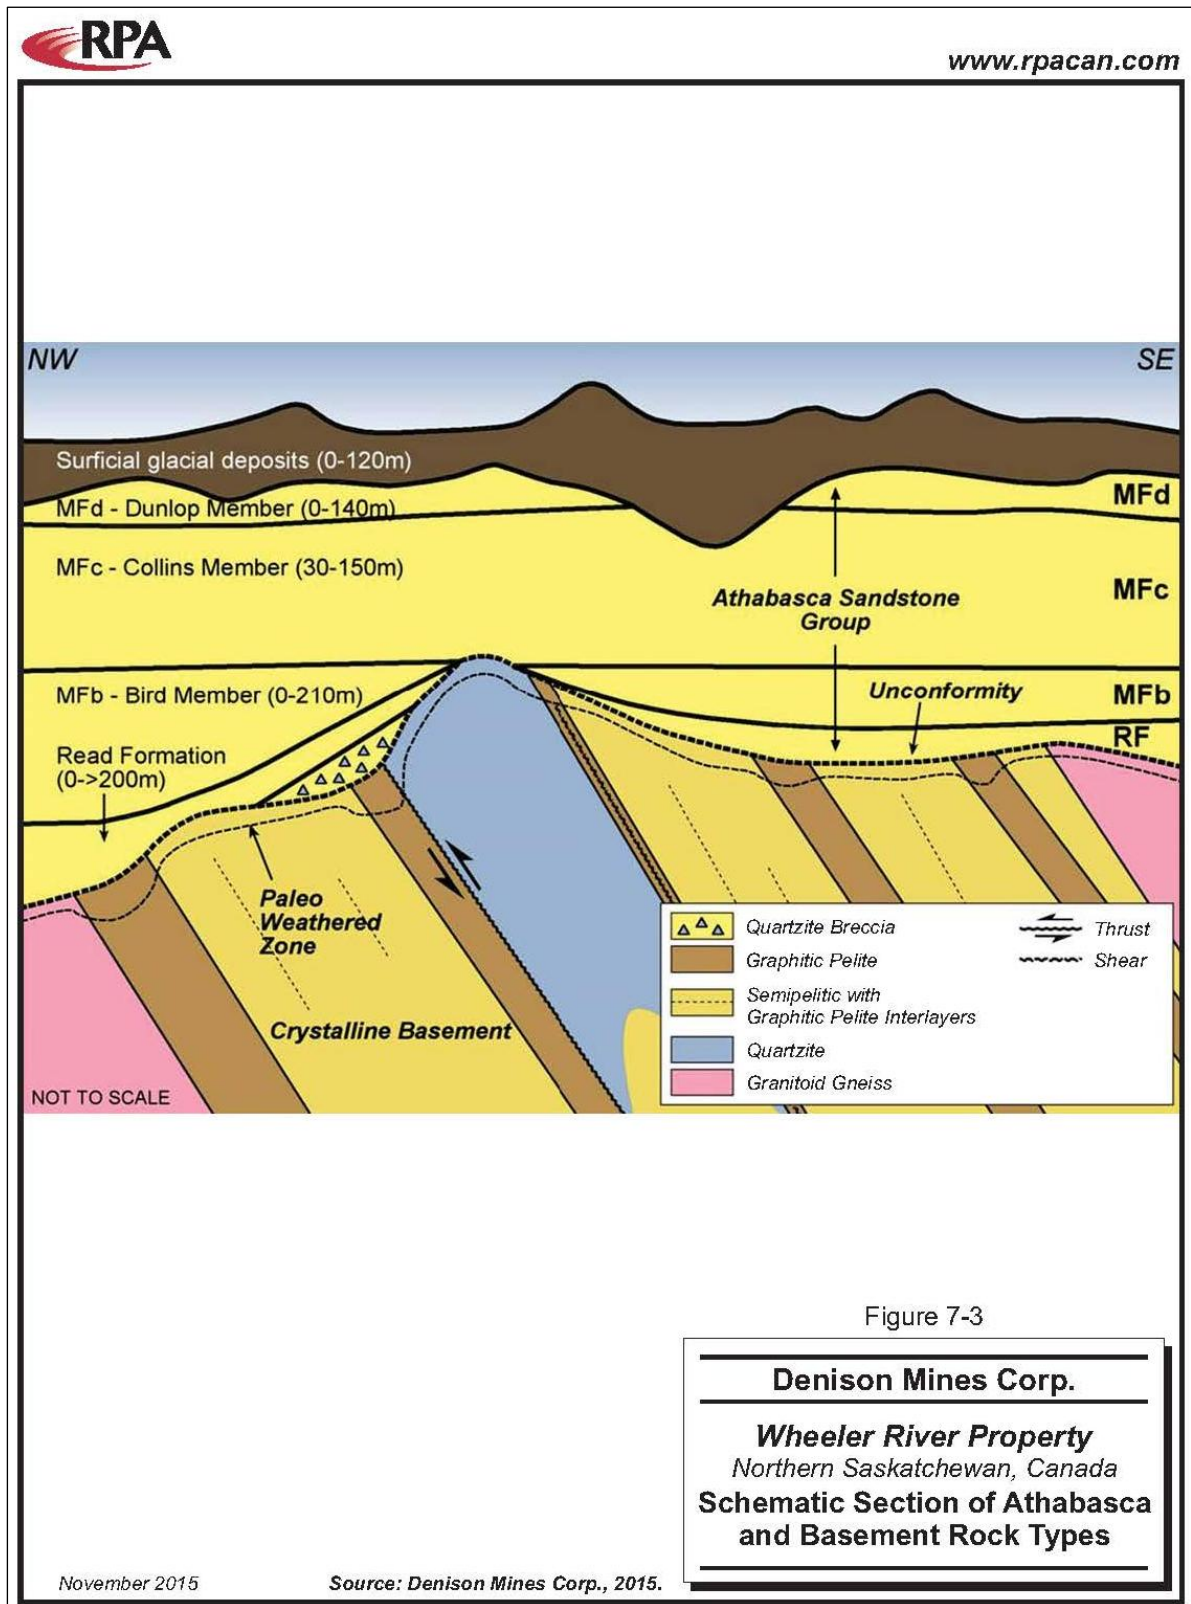 RPA
www.rpacan.com
NW
SE
Surficial glacial deposits (0-120m)
MFd - Dunlop Member (0-140m)
MFd
MFc - Collins Member (30-150m)
MFc
Athabasca Sandstone
Group
MFb - Bird Member (0-210m)
Unconformity
MFb
Read Formation
(0->200m)
RF
Paleo
Weathered
Zone
Crystalline Basement
NOT TO SCALE
Quartzite Breccia
Graphitic Pelite
Semipelitic with
Graphitic Pelite Interlayers
Quartzite
Granitoid Gneiss
Thrust
Shear
Figure 7-3
Denison Mines Corp.
Wheeler River Property
Northern Saskatchewan, Canada
Schematic Section of Athabasca
and Basement Rock Types
November 2015
Source: Denison Mines Corp., 2015.